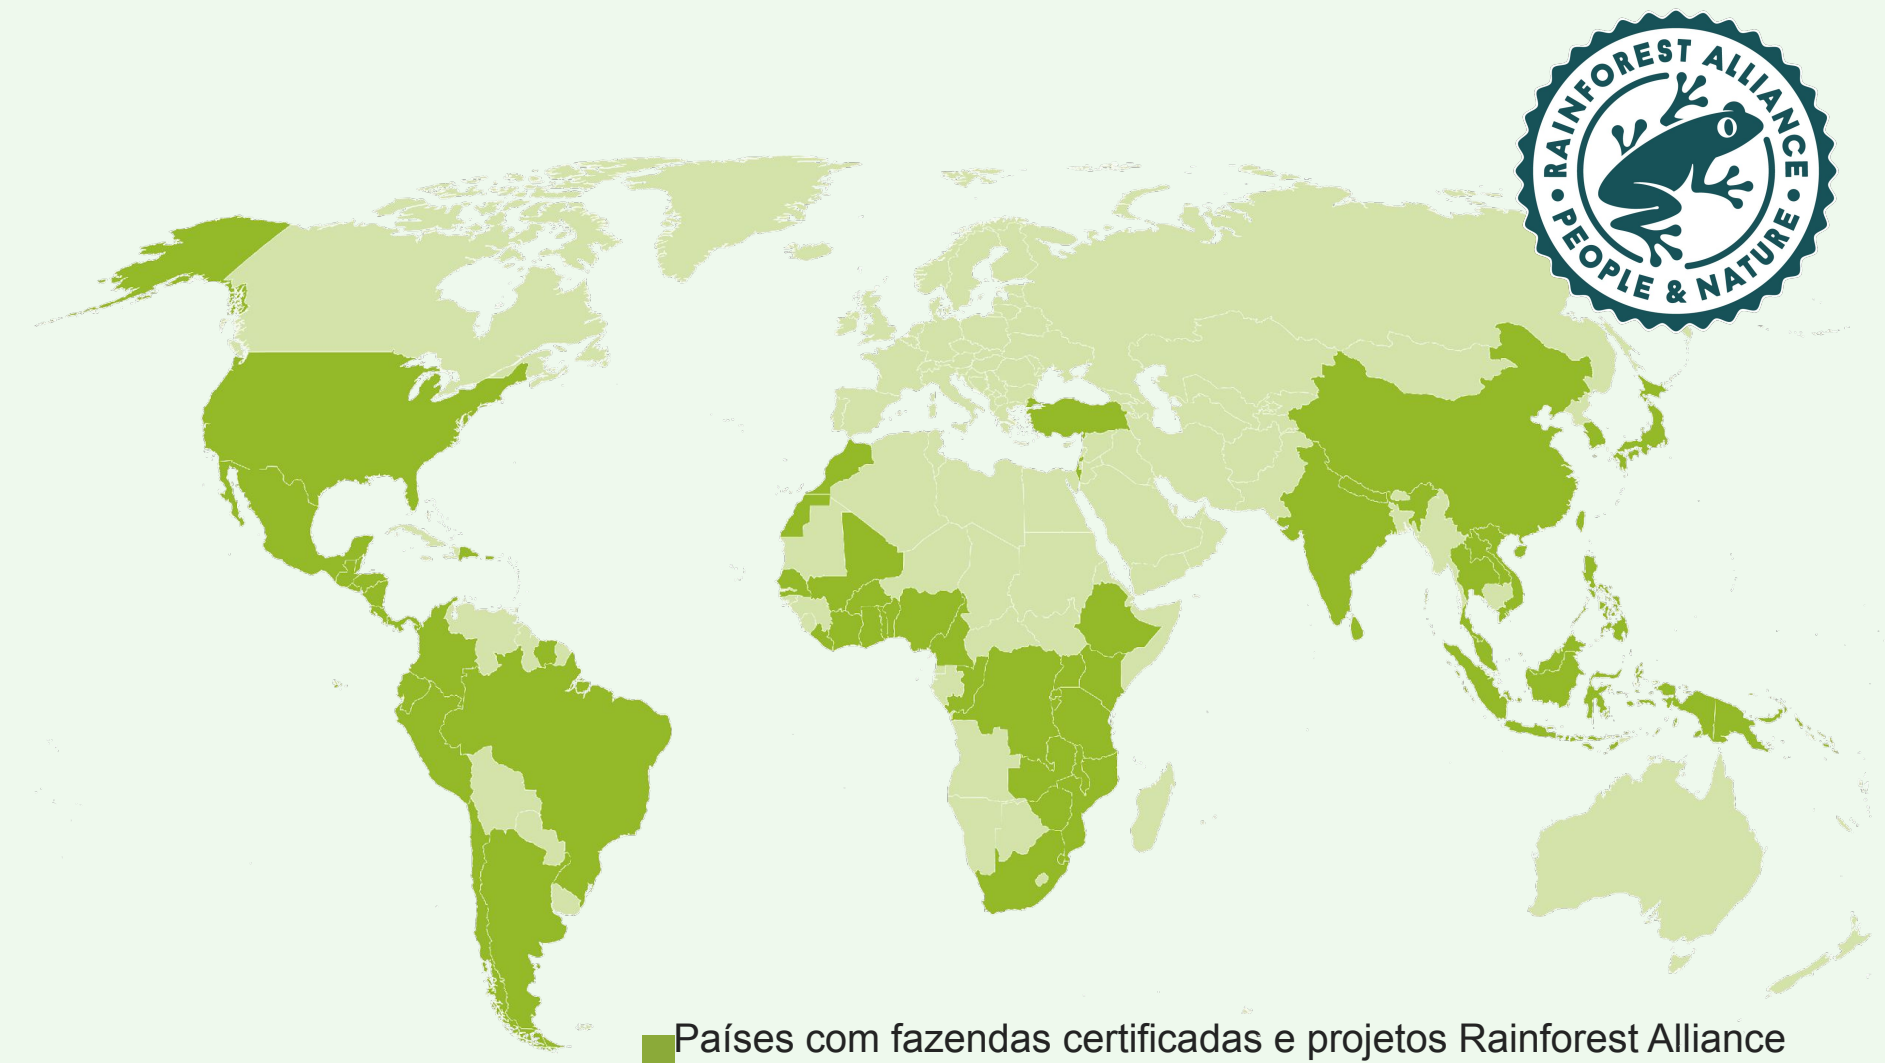 RAINFOREST ALLIANCE
PEOPLE & NATURE
Países com fazendas certificadas e projetos Rainforest Alliance